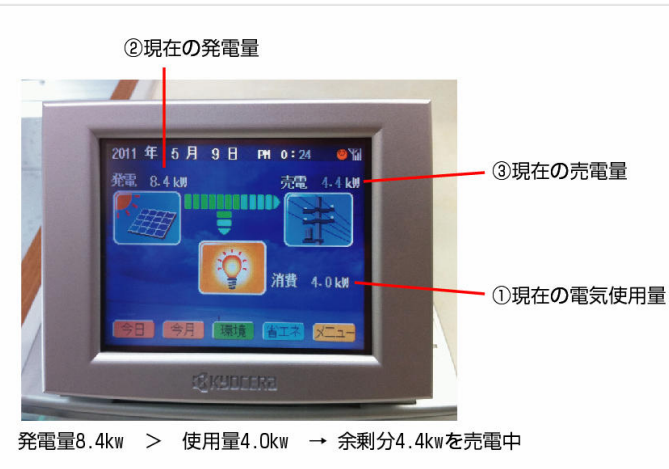 ②現在の発電量
2011 年 5 月 9 日 PM 0:24
発電 8.4 kW
売電 4.4 kW
③現在の売電量
消費 4.0 kW
①現在の電気使用量
今日 今月 環境 省エネ メニュー
KYOCERA
発電量8.4kw ＞ 使用量4.0kw → 余剰分4.4kwを売電中